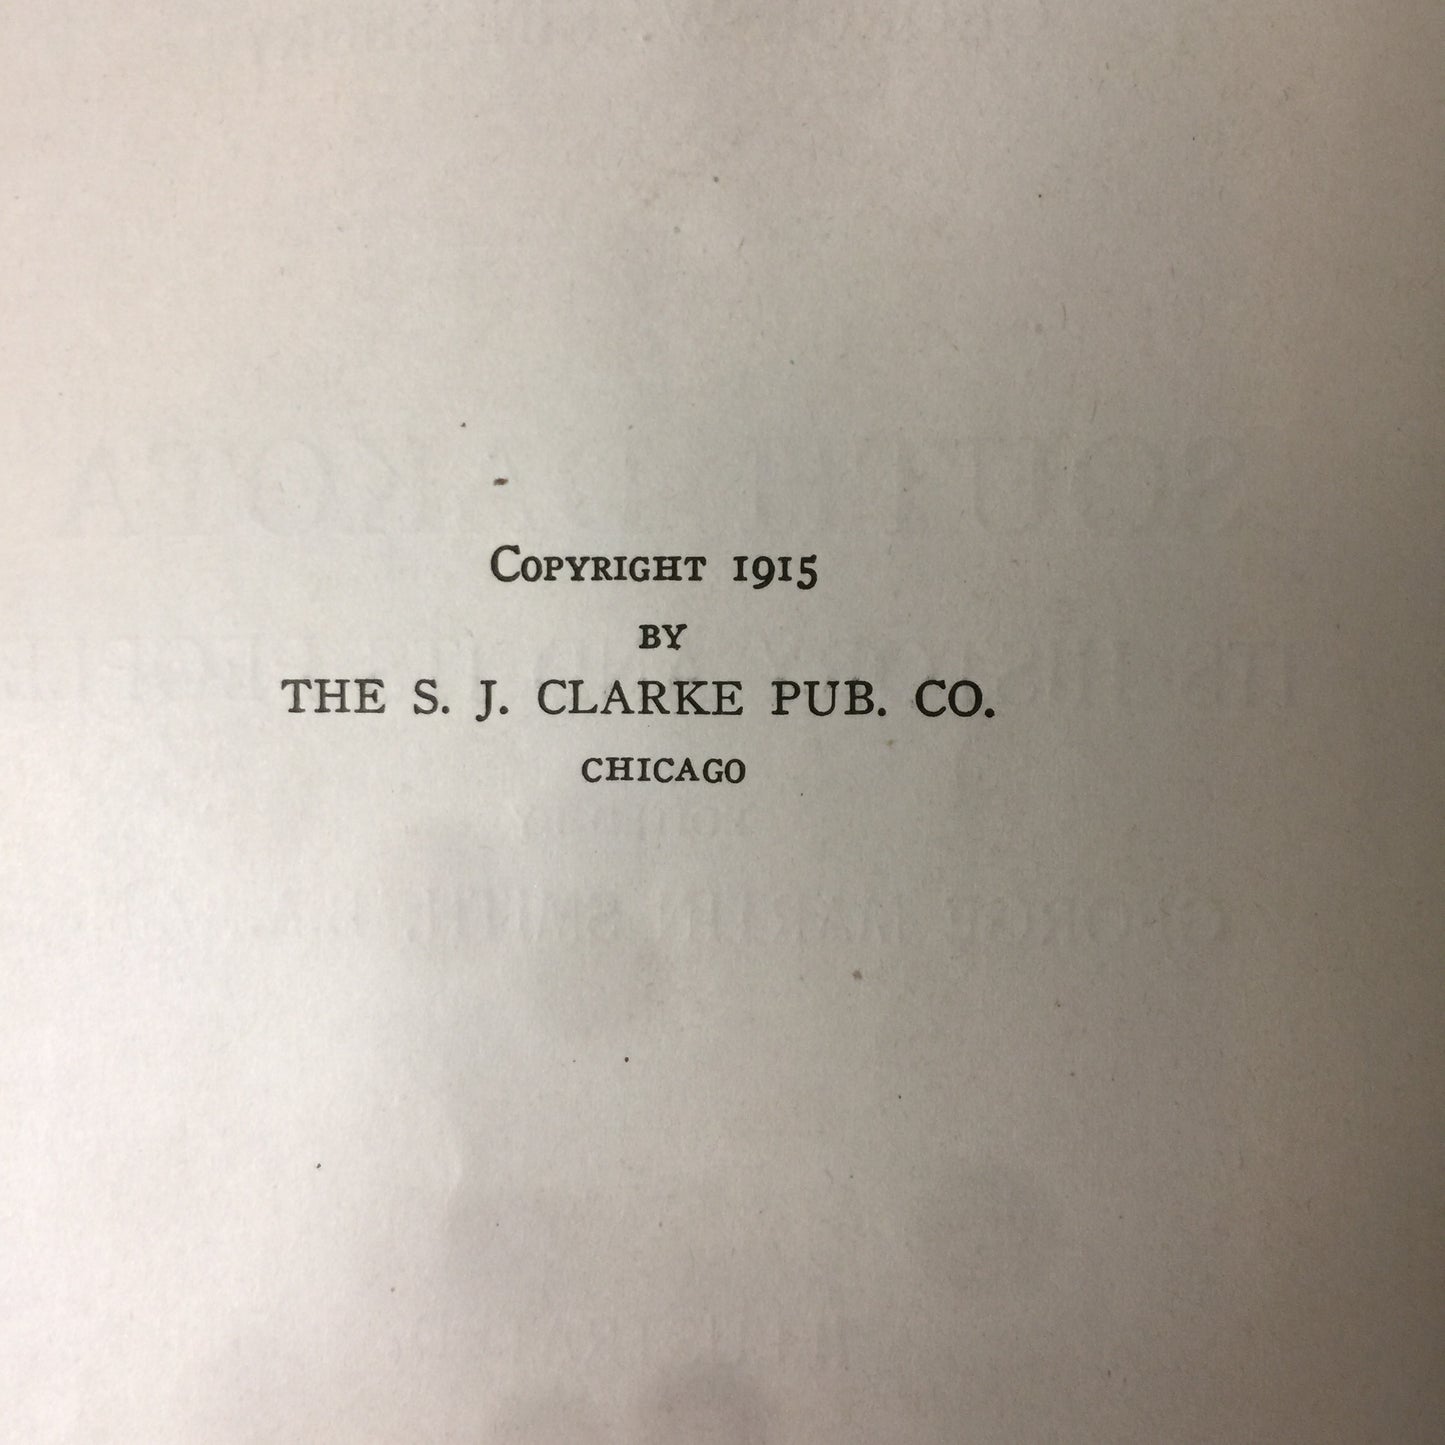 COPYRIGHT 1915
BY
THE S. J. CLARKE PUB. CO.
CHICAGO